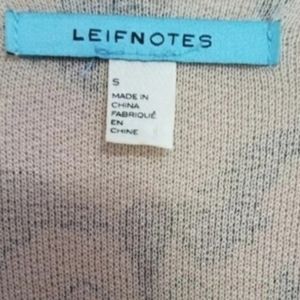 LEIFNOTES
S
MADE IN
CHINA
FABRIQUÉ
EN
CHINE